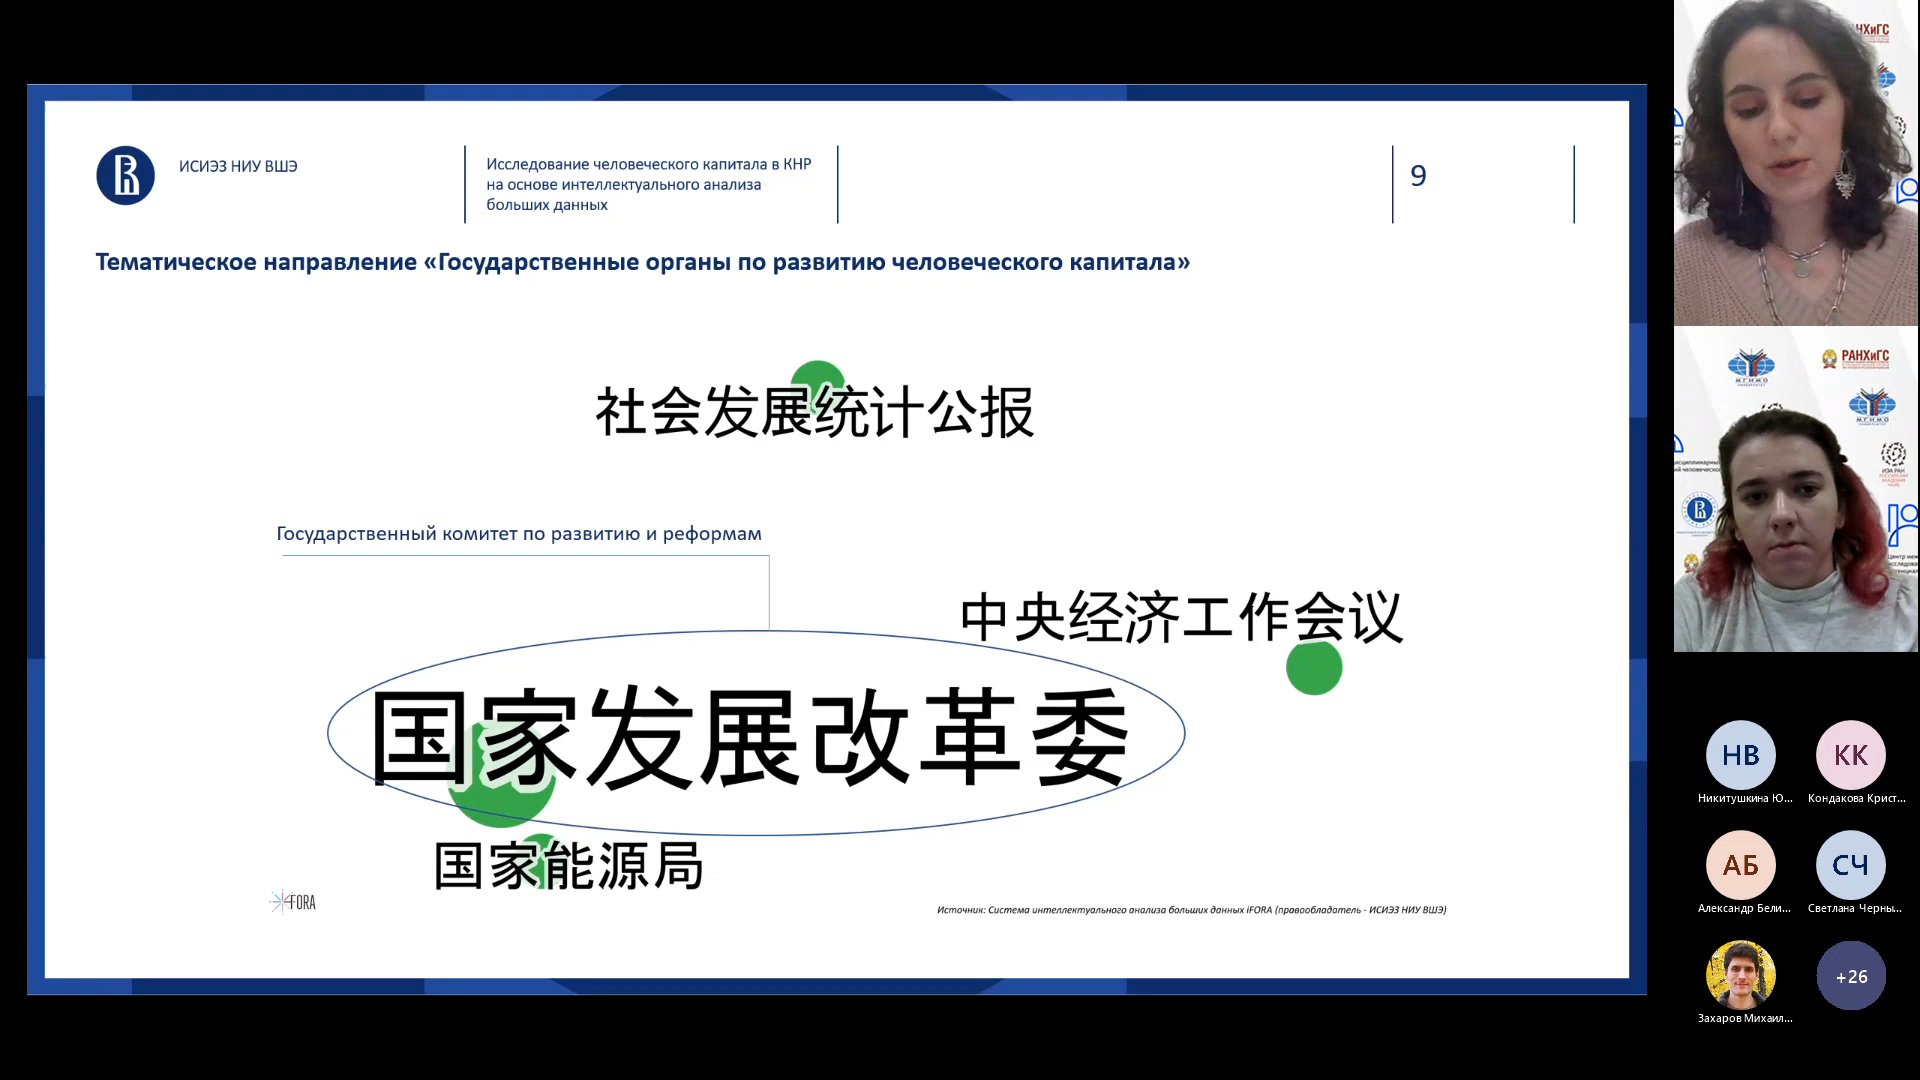 ИСИЭЗ НИУ ВШЭ
Исследование человеческого капитала в КНР
на основе интеллектуального анализа
больших данных
9
Тематическое направление «Государственные органы по развитию человеческого капитала»
社会发展统计公报
Государственный комитет по развитию и реформам
中央经济工作会议
国家发展改革委
国家能源局
FORA
Источник: Система интеллектуального анализа больших данных iFORA (правообладатель - ИСИЭЗ НИУ ВШЭ)
РАНХиГС
МГИМО
ИЭА РАН
НВ
КК
Никитушкина Ю...
Кондакова Крист...
АБ
СЧ
Александр Бели...
Светлана Черны...
+26
Захаров Михаил...